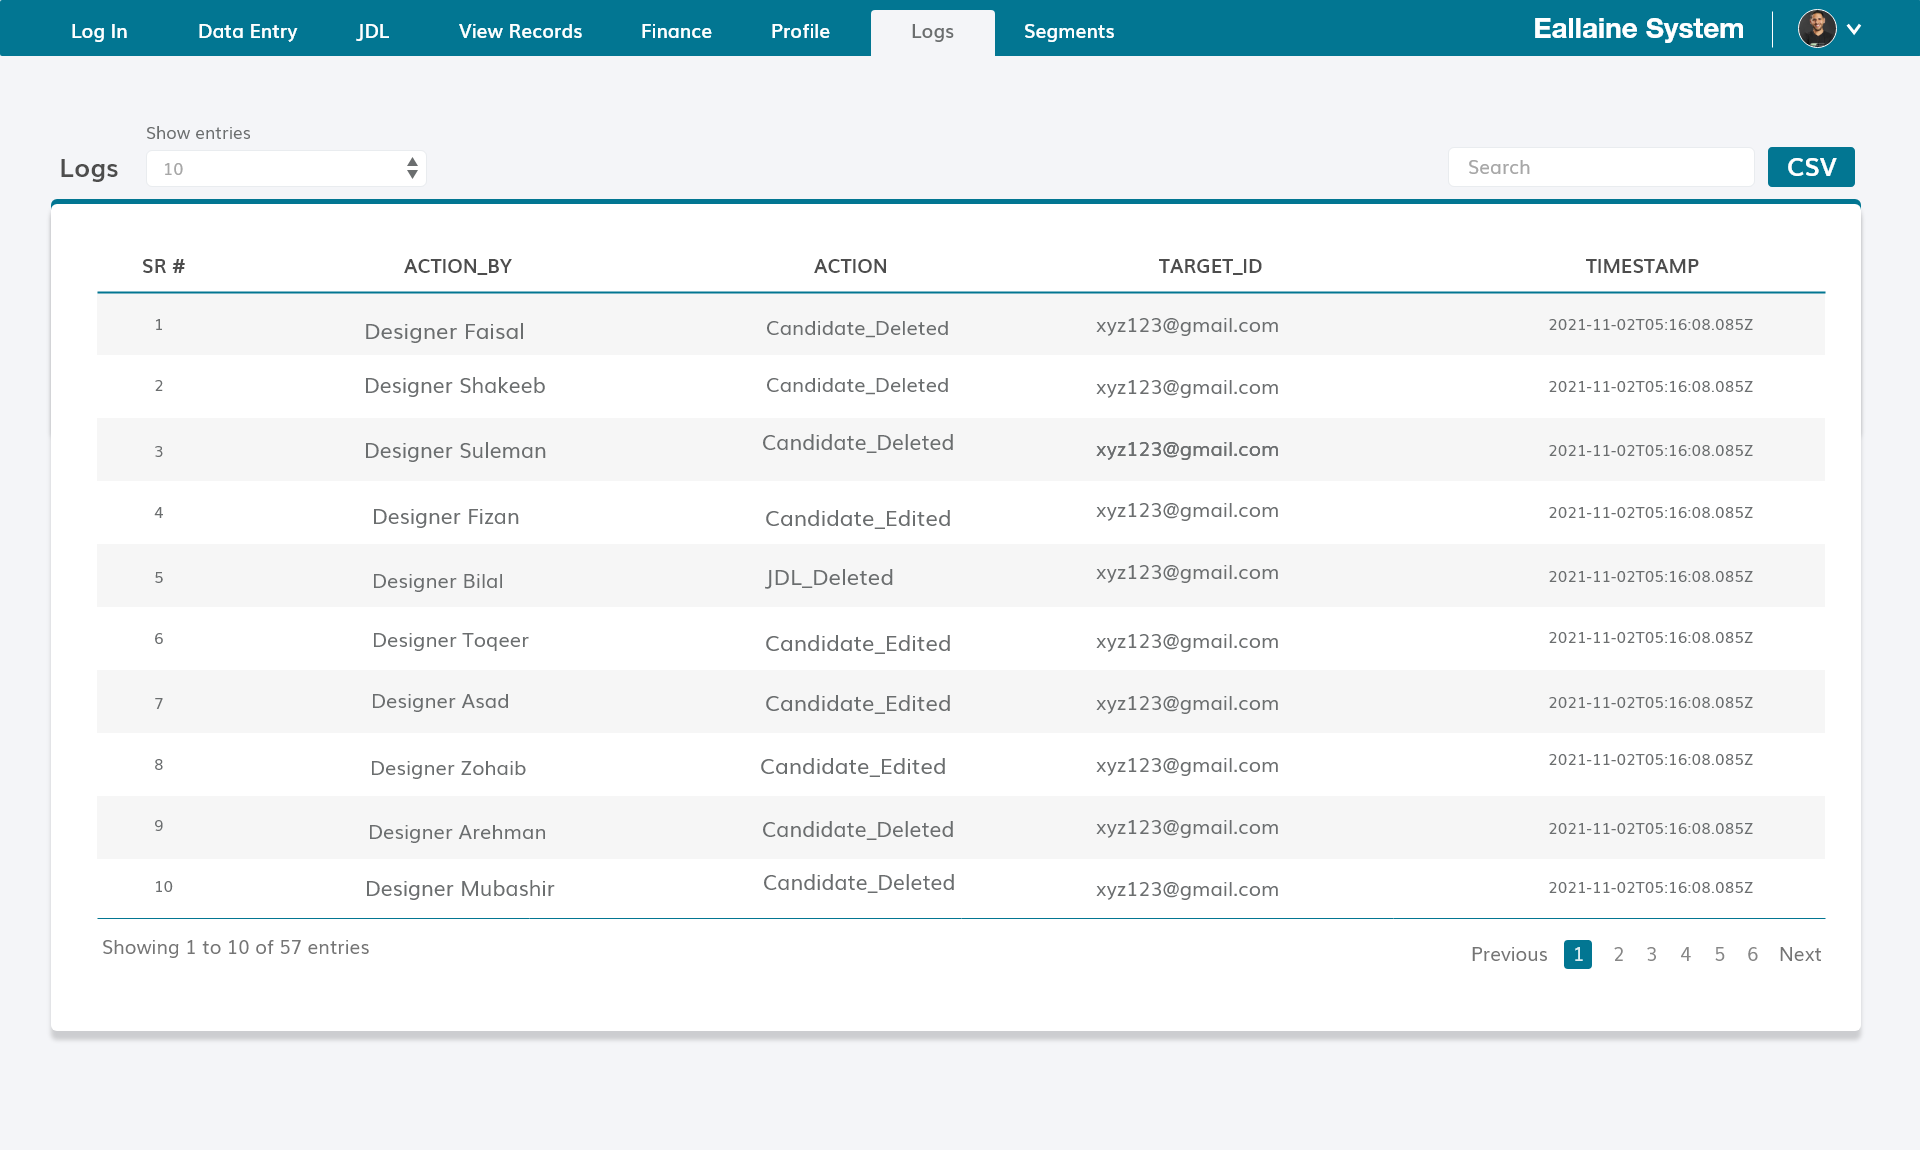 Log In Data Entry JDL View Records Finance Profile Logs Segments Eallaine System
Show entries
Logs 10 Search CSV
SR # ACTION_BY ACTION TARGET_ID TIMESTAMP
1 Designer Faisal Candidate_Deleted xyz123@gmail.com 2021-11-02T05:16:08.085Z
2 Designer Shakeeb Candidate_Deleted xyz123@gmail.com 2021-11-02T05:16:08.085Z
3 Designer Suleman Candidate_Deleted xyz123@gmail.com 2021-11-02T05:16:08.085Z
4 Designer Fizan Candidate_Edited xyz123@gmail.com 2021-11-02T05:16:08.085Z
5 Designer Bilal JDL_Deleted xyz123@gmail.com 2021-11-02T05:16:08.085Z
6 Designer Toqeer Candidate_Edited xyz123@gmail.com 2021-11-02T05:16:08.085Z
7 Designer Asad Candidate_Edited xyz123@gmail.com 2021-11-02T05:16:08.085Z
8 Designer Zohaib Candidate_Edited xyz123@gmail.com 2021-11-02T05:16:08.085Z
9 Designer Arehman Candidate_Deleted xyz123@gmail.com 2021-11-02T05:16:08.085Z
10 Designer Mubashir Candidate_Deleted xyz123@gmail.com 2021-11-02T05:16:08.085Z
Showing 1 to 10 of 57 entries
Previous 1 2 3 4 5 6 Next